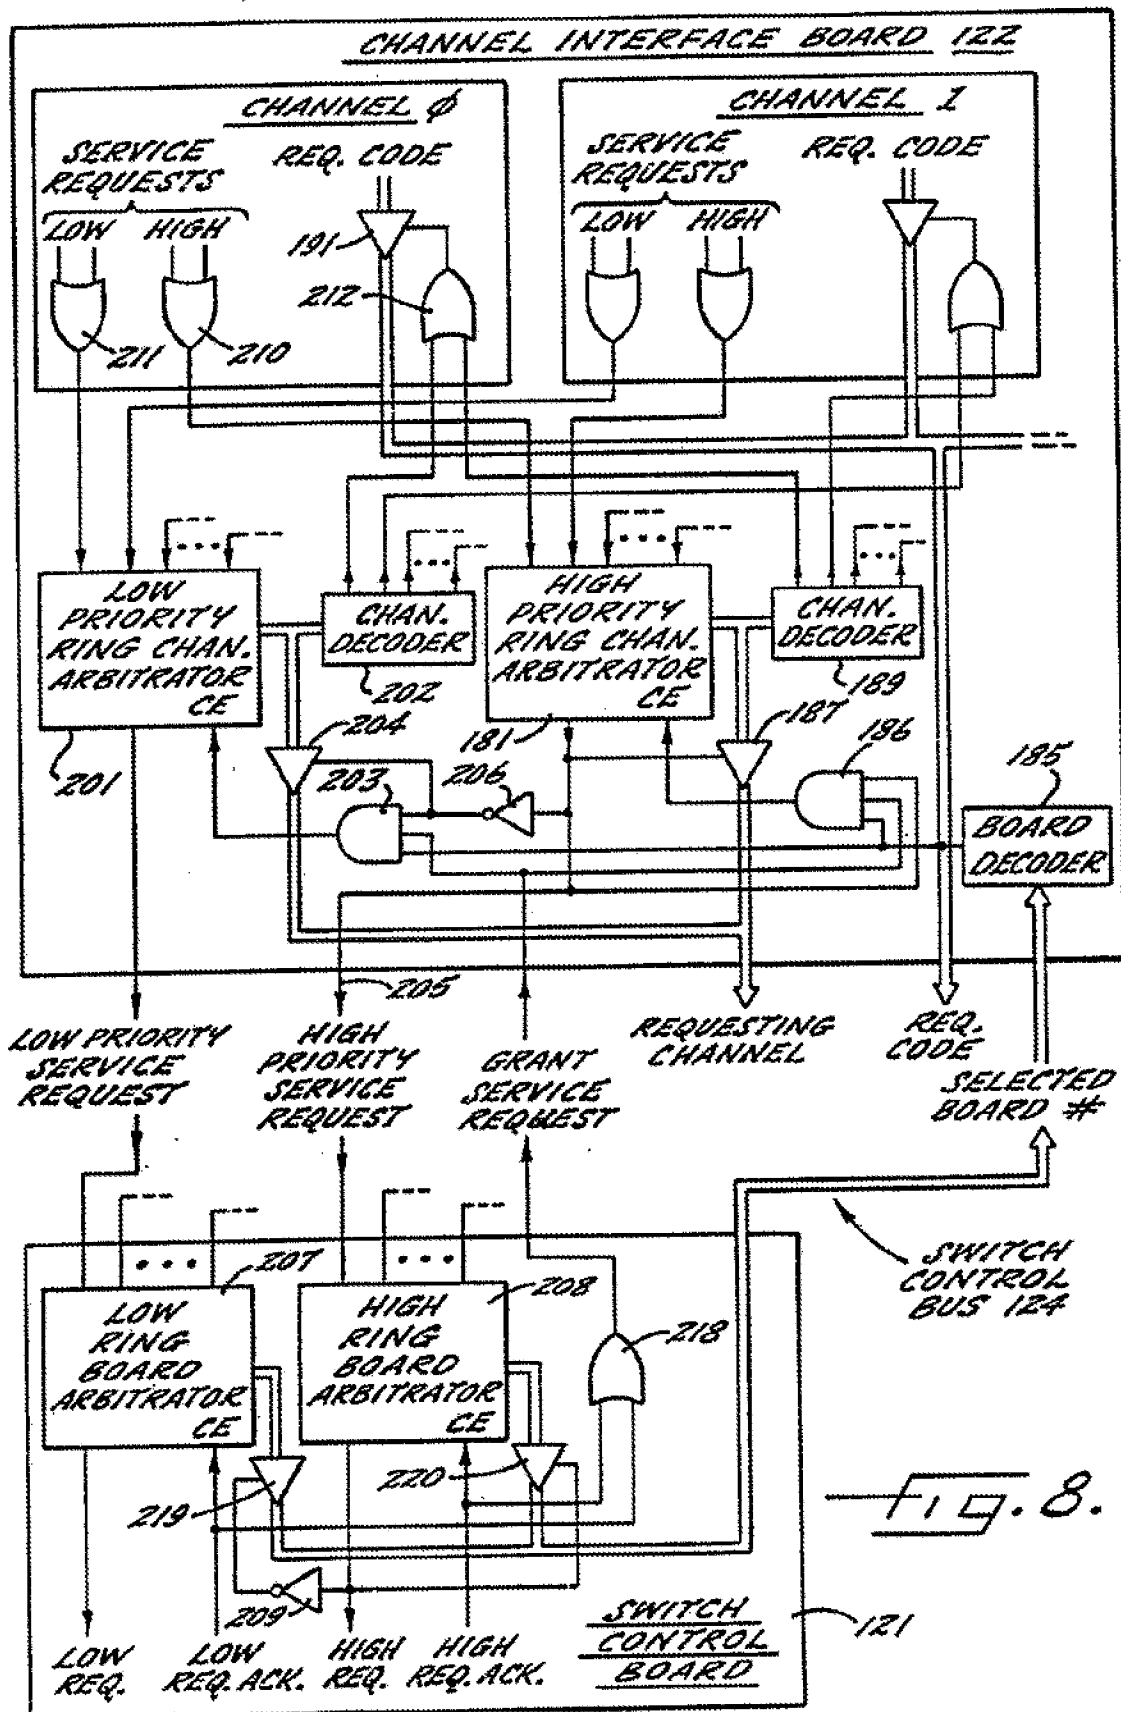 CHANNEL INTERFACE BOARD 122
CHANNEL Ø
CHANNEL 1
SERVICE
REQUESTS
REQ. CODE
SERVICE
REQUESTS
REQ. CODE
LOW
HIGH
LOW
HIGH
191
212
211
210
LOW
PRIORITY
RING CHAN.
ARBITRATOR
CE
CHAN.
DECODER
HIGH
PRIORITY
RING CHAN.
ARBITRATOR
CE
CHAN.
DECODER
202
189
201
204
181
187
186
185
203
206
BOARD
DECODER
205
LOW PRIORITY
SERVICE
REQUEST
HIGH
PRIORITY
SERVICE
REQUEST
GRANT
SERVICE
REQUEST
REQUESTING
CHANNEL
REQ.
CODE
SELECTED
BOARD #
SWITCH
CONTROL
BUS 124
207
208
218
LOW
RING
BOARD
ARBITRATOR
CE
HIGH
RING
BOARD
ARBITRATOR
CE
219
220
209
LOW
REQ.
LOW
REQ. ACK.
HIGH
REQ.
HIGH
REQ. ACK.
SWITCH
CONTROL
BOARD
121
Fig. 8.